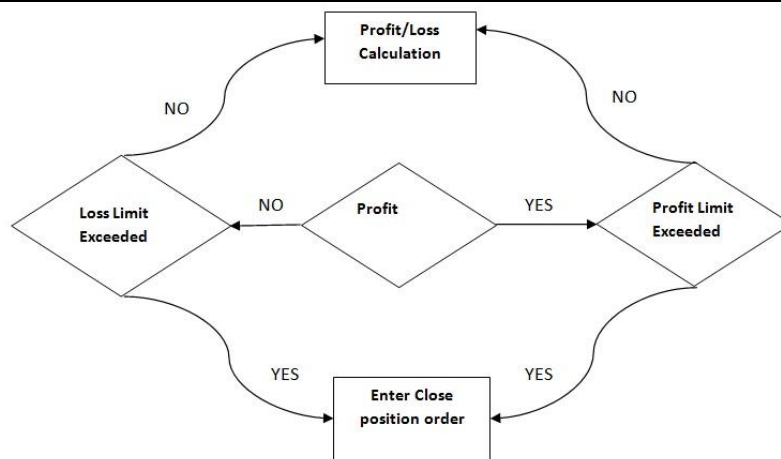 Profit/Loss
Calculation
NO
NO
Loss Limit
Exceeded
NO
Profit
YES
Profit Limit
Exceeded
YES
YES
Enter Close
position order